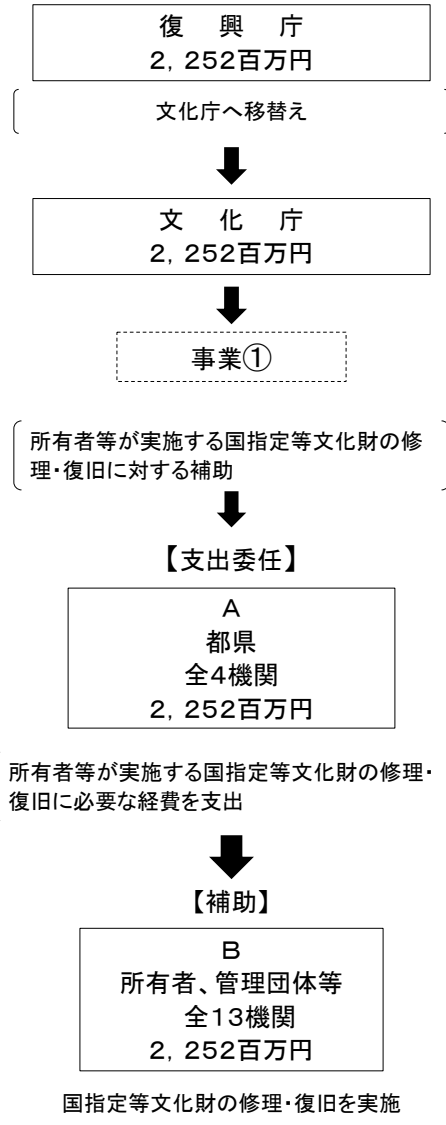 復　興　庁
２，２５２百万円
文化庁へ移替え
文　化　庁
２，２５２百万円
事業①
所有者等が実施する国指定等文化財の修
理・復旧に対する補助
【支出委任】
Ａ
都県
全４機関
２，２５２百万円
所有者等が実施する国指定等文化財の修理・
復旧に必要な経費を支出
【補助】
Ｂ
所有者、管理団体等
全１３機関
２，２５２百万円
国指定等文化財の修理・復旧を実施